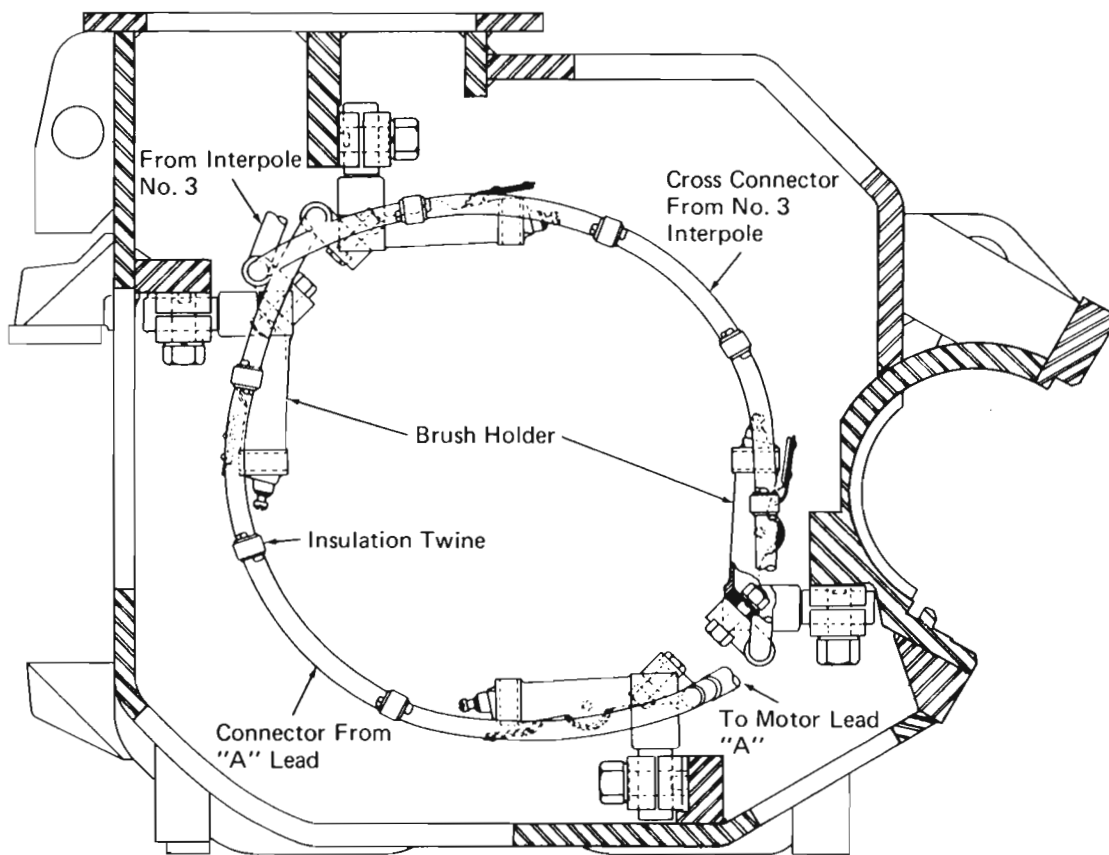 From Interpole
No. 3
Cross Connector
From No. 3
Interpole
Brush Holder
Insulation Twine
Connector From
"A" Lead
To Motor Lead
"A"